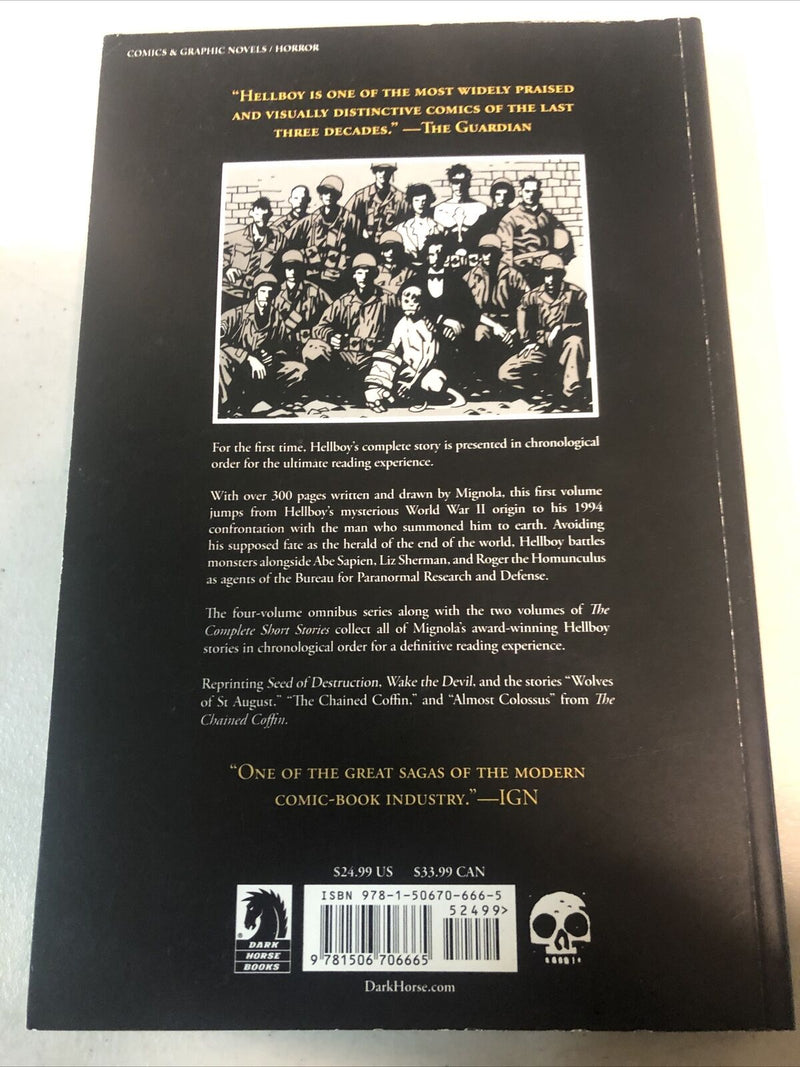 COMICS & GRAPHIC NOVELS / HORROR
“HELLBOY IS ONE OF THE MOST WIDELY PRAISED
AND VISUALLY DISTINCTIVE COMICS OF THE LAST
THREE DECADES.” —THE GUARDIAN
For the first time, Hellboy’s complete story is presented in chronological
order for the ultimate reading experience.
With over 300 pages written and drawn by Mignola, this first volume
jumps from Hellboy’s mysterious World War II origin to his 1994
confrontation with the man who summoned him to earth. Avoiding
his supposed fate as the herald of the end of the world, Hellboy battles
monsters alongside Abe Sapien, Liz Sherman, and Roger the Homunculus
as agents of the Bureau for Paranormal Research and Defense.
The four-volume omnibus series along with the two volumes of The
Complete Short Stories collect all of Mignola’s award-winning Hellboy
stories in chronological order for a definitive reading experience.
Reprinting Seed of Destruction, Wake the Devil, and the stories “Wolves
of St August,” “The Chained Coffin,” and “Almost Colossus” from The
Chained Coffin.
“ONE OF THE GREAT SAGAS OF THE MODERN
COMIC-BOOK INDUSTRY.”—IGN
$24.99 US $33.99 CAN
ISBN 978-1-50670-666-5
52499>
9 781506 706665
DARK
HORSE
BOOKS
DarkHorse.com